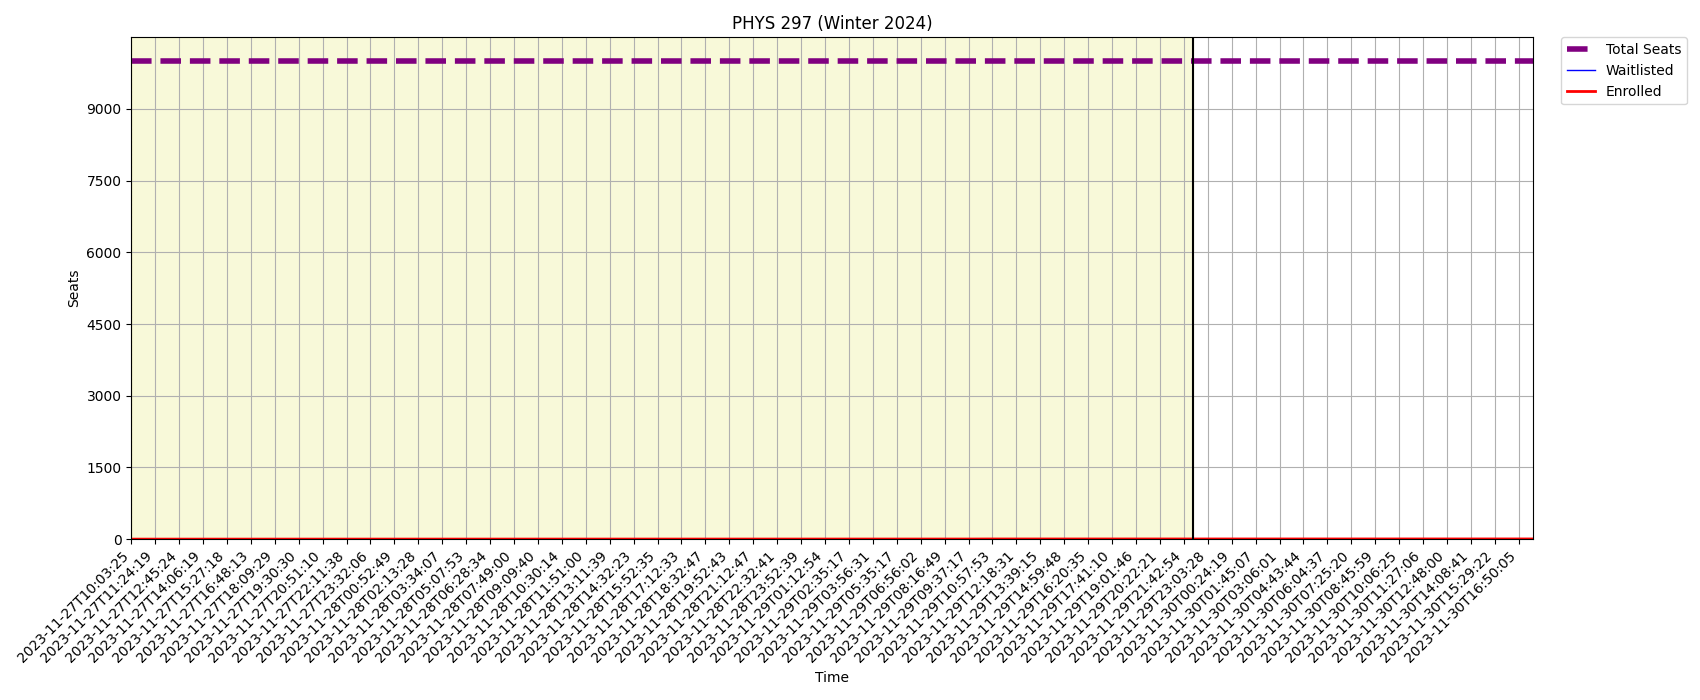 PHYS 297 (Winter 2024)
Total Seats
Waitlisted
Enrolled
Seats
9000
7500
6000
4500
3000
1500
0
2023-11-27T10:03:25
2023-11-27T11:24:19
2023-11-27T12:45:24
2023-11-27T14:06:19
2023-11-27T15:27:18
2023-11-27T16:48:13
2023-11-27T18:09:29
2023-11-27T19:30:30
2023-11-27T20:51:10
2023-11-27T22:11:38
2023-11-27T23:32:06
2023-11-28T00:52:49
2023-11-28T02:13:28
2023-11-28T03:34:07
2023-11-28T05:07:53
2023-11-28T06:28:34
2023-11-28T07:49:00
2023-11-28T09:09:40
2023-11-28T10:30:14
2023-11-28T11:51:00
2023-11-28T13:11:39
2023-11-28T14:32:23
2023-11-28T15:52:35
2023-11-28T17:12:33
2023-11-28T18:32:47
2023-11-28T19:52:43
2023-11-28T21:12:47
2023-11-28T22:32:41
2023-11-28T23:52:39
2023-11-29T01:12:54
2023-11-29T02:35:17
2023-11-29T03:56:31
2023-11-29T05:35:17
2023-11-29T06:56:02
2023-11-29T08:16:49
2023-11-29T09:37:17
2023-11-29T10:57:53
2023-11-29T12:18:31
2023-11-29T13:39:15
2023-11-29T14:59:48
2023-11-29T16:20:35
2023-11-29T17:41:10
2023-11-29T19:01:46
2023-11-29T20:22:21
2023-11-29T21:42:54
2023-11-29T23:03:28
2023-11-30T00:24:19
2023-11-30T01:45:07
2023-11-30T03:06:01
2023-11-30T04:43:44
2023-11-30T06:04:37
2023-11-30T07:25:20
2023-11-30T08:45:59
2023-11-30T10:06:25
2023-11-30T11:27:06
2023-11-30T12:48:00
2023-11-30T14:08:41
2023-11-30T15:29:22
2023-11-30T16:50:05
Time